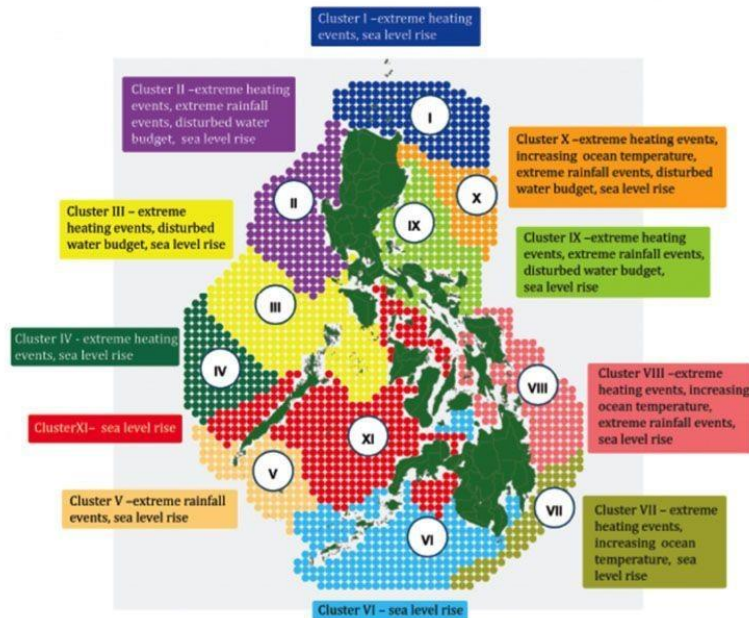 Cluster I –extreme heating
events, sea level rise
Cluster II –extreme heating
events, extreme rainfall
events, disturbed water
budget, sea level rise
Cluster X –extreme heating events,
increasing ocean temperature,
extreme rainfall events, disturbed
water budget, sea level rise
Cluster III – extreme
heating events, disturbed
water budget, sea level rise
Cluster IX –extreme heating
events, extreme rainfall events,
disturbed water budget,
sea level rise
Cluster IV - extreme heating
events, sea level rise
Cluster VIII –extreme
heating events, increasing
ocean temperature,
extreme rainfall events,
sea level rise
ClusterXI– sea level rise
Cluster V –extreme rainfall
events, sea level rise
Cluster VII – extreme
heating events,
increasing ocean
temperature, sea
level rise
Cluster VI – sea level rise
I
II
X
IX
III
IV
VIII
XI
V
VII
VI